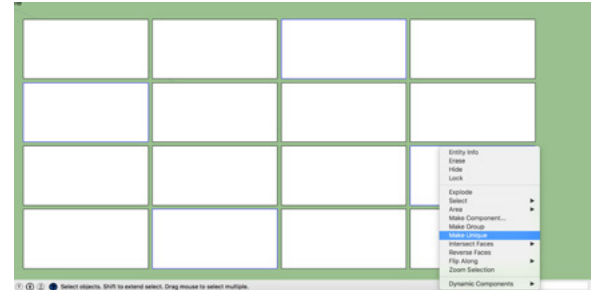 Entity Info
Erase
Hide
Lock
Explode
Select
Area
Make Component...
Make Group
Make Unique
Intersect Faces
Reverse Faces
Flip Along
Zoom Selection
Dynamic Components
Select objects. Shift to extend select. Drag mouse to select multiple.